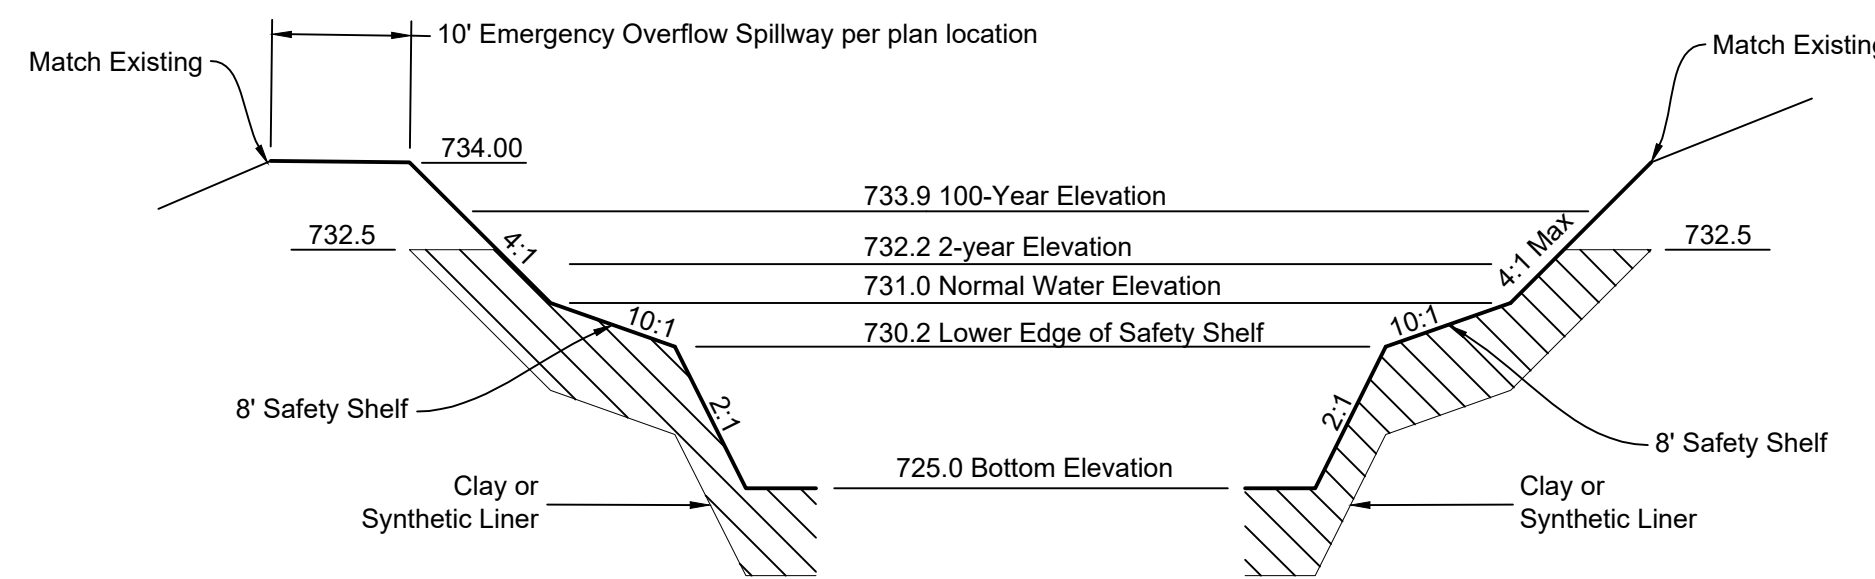 10' Emergency Overflow Spillway per plan location
Match Existing
Match Existing
734.00
733.9 100-Year Elevation
732.5
4:1
732.2 2-year Elevation
4:1 Max
732.5
731.0 Normal Water Elevation
10:1
730.2 Lower Edge of Safety Shelf
10:1
8' Safety Shelf
2:1
2:1
8' Safety Shelf
725.0 Bottom Elevation
Clay or
Synthetic Liner
Clay or
Synthetic Liner